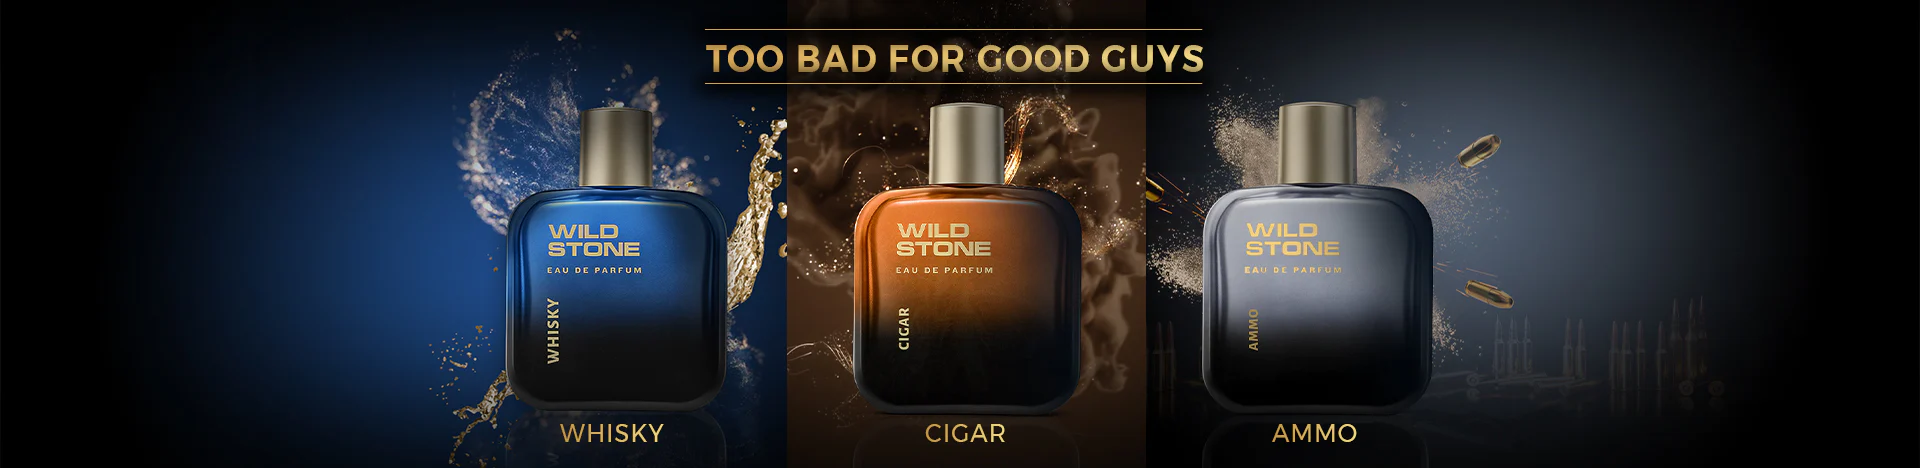 TOO BAD FOR GOOD GUYS
WILD
STONE
EAU DE PARFUM
WHISKY
WHISKY
WILD
STONE
EAU DE PARFUM
CIGAR
CIGAR
WILD
STONE
EAU DE PARFUM
AMMO
AMMO